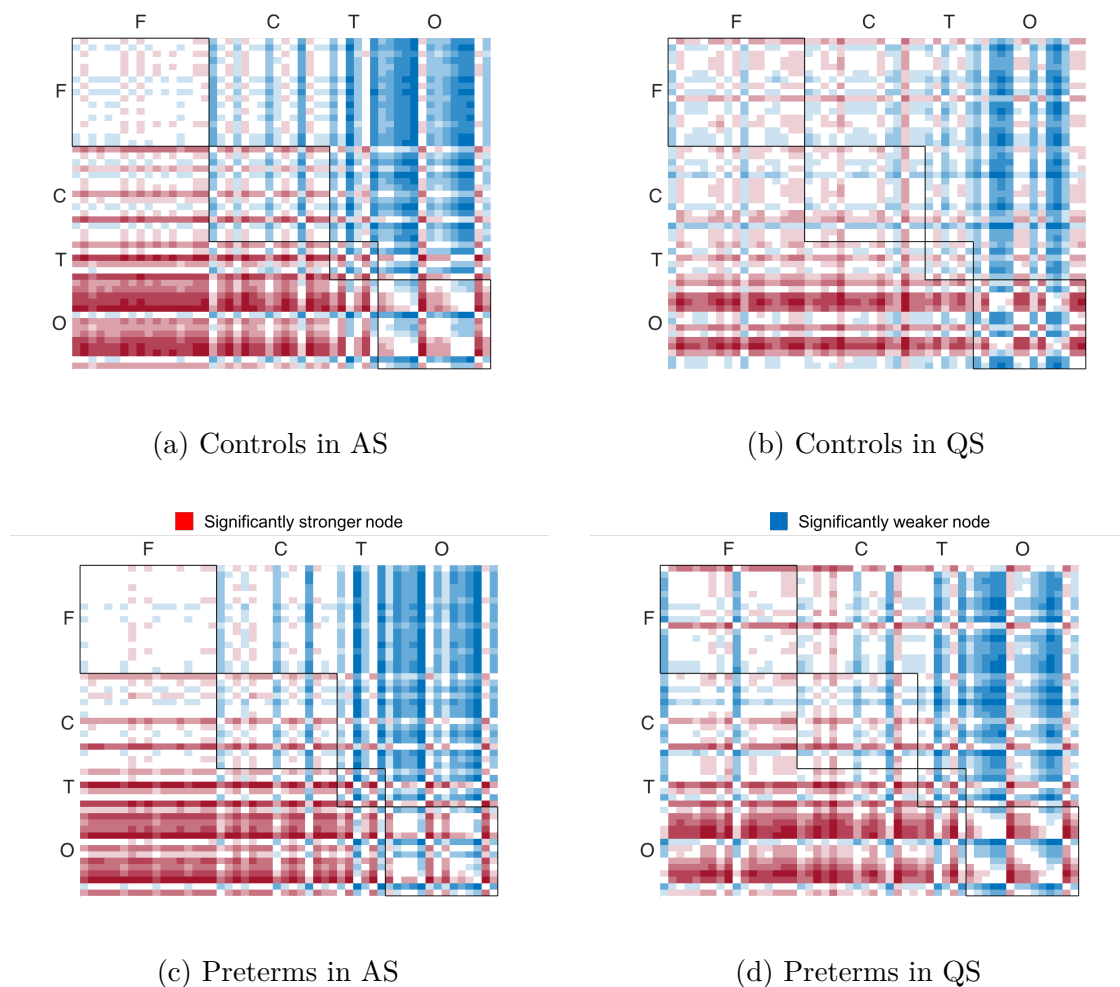 F C T O
F C T O
F
F
C
C
T
T
O
O
(a) Controls in AS
(b) Controls in QS
Significantly stronger node
Significantly weaker node
F C T O
F C T O
F
F
C
C
T
T
O
O
(c) Preterms in AS
(d) Preterms in QS